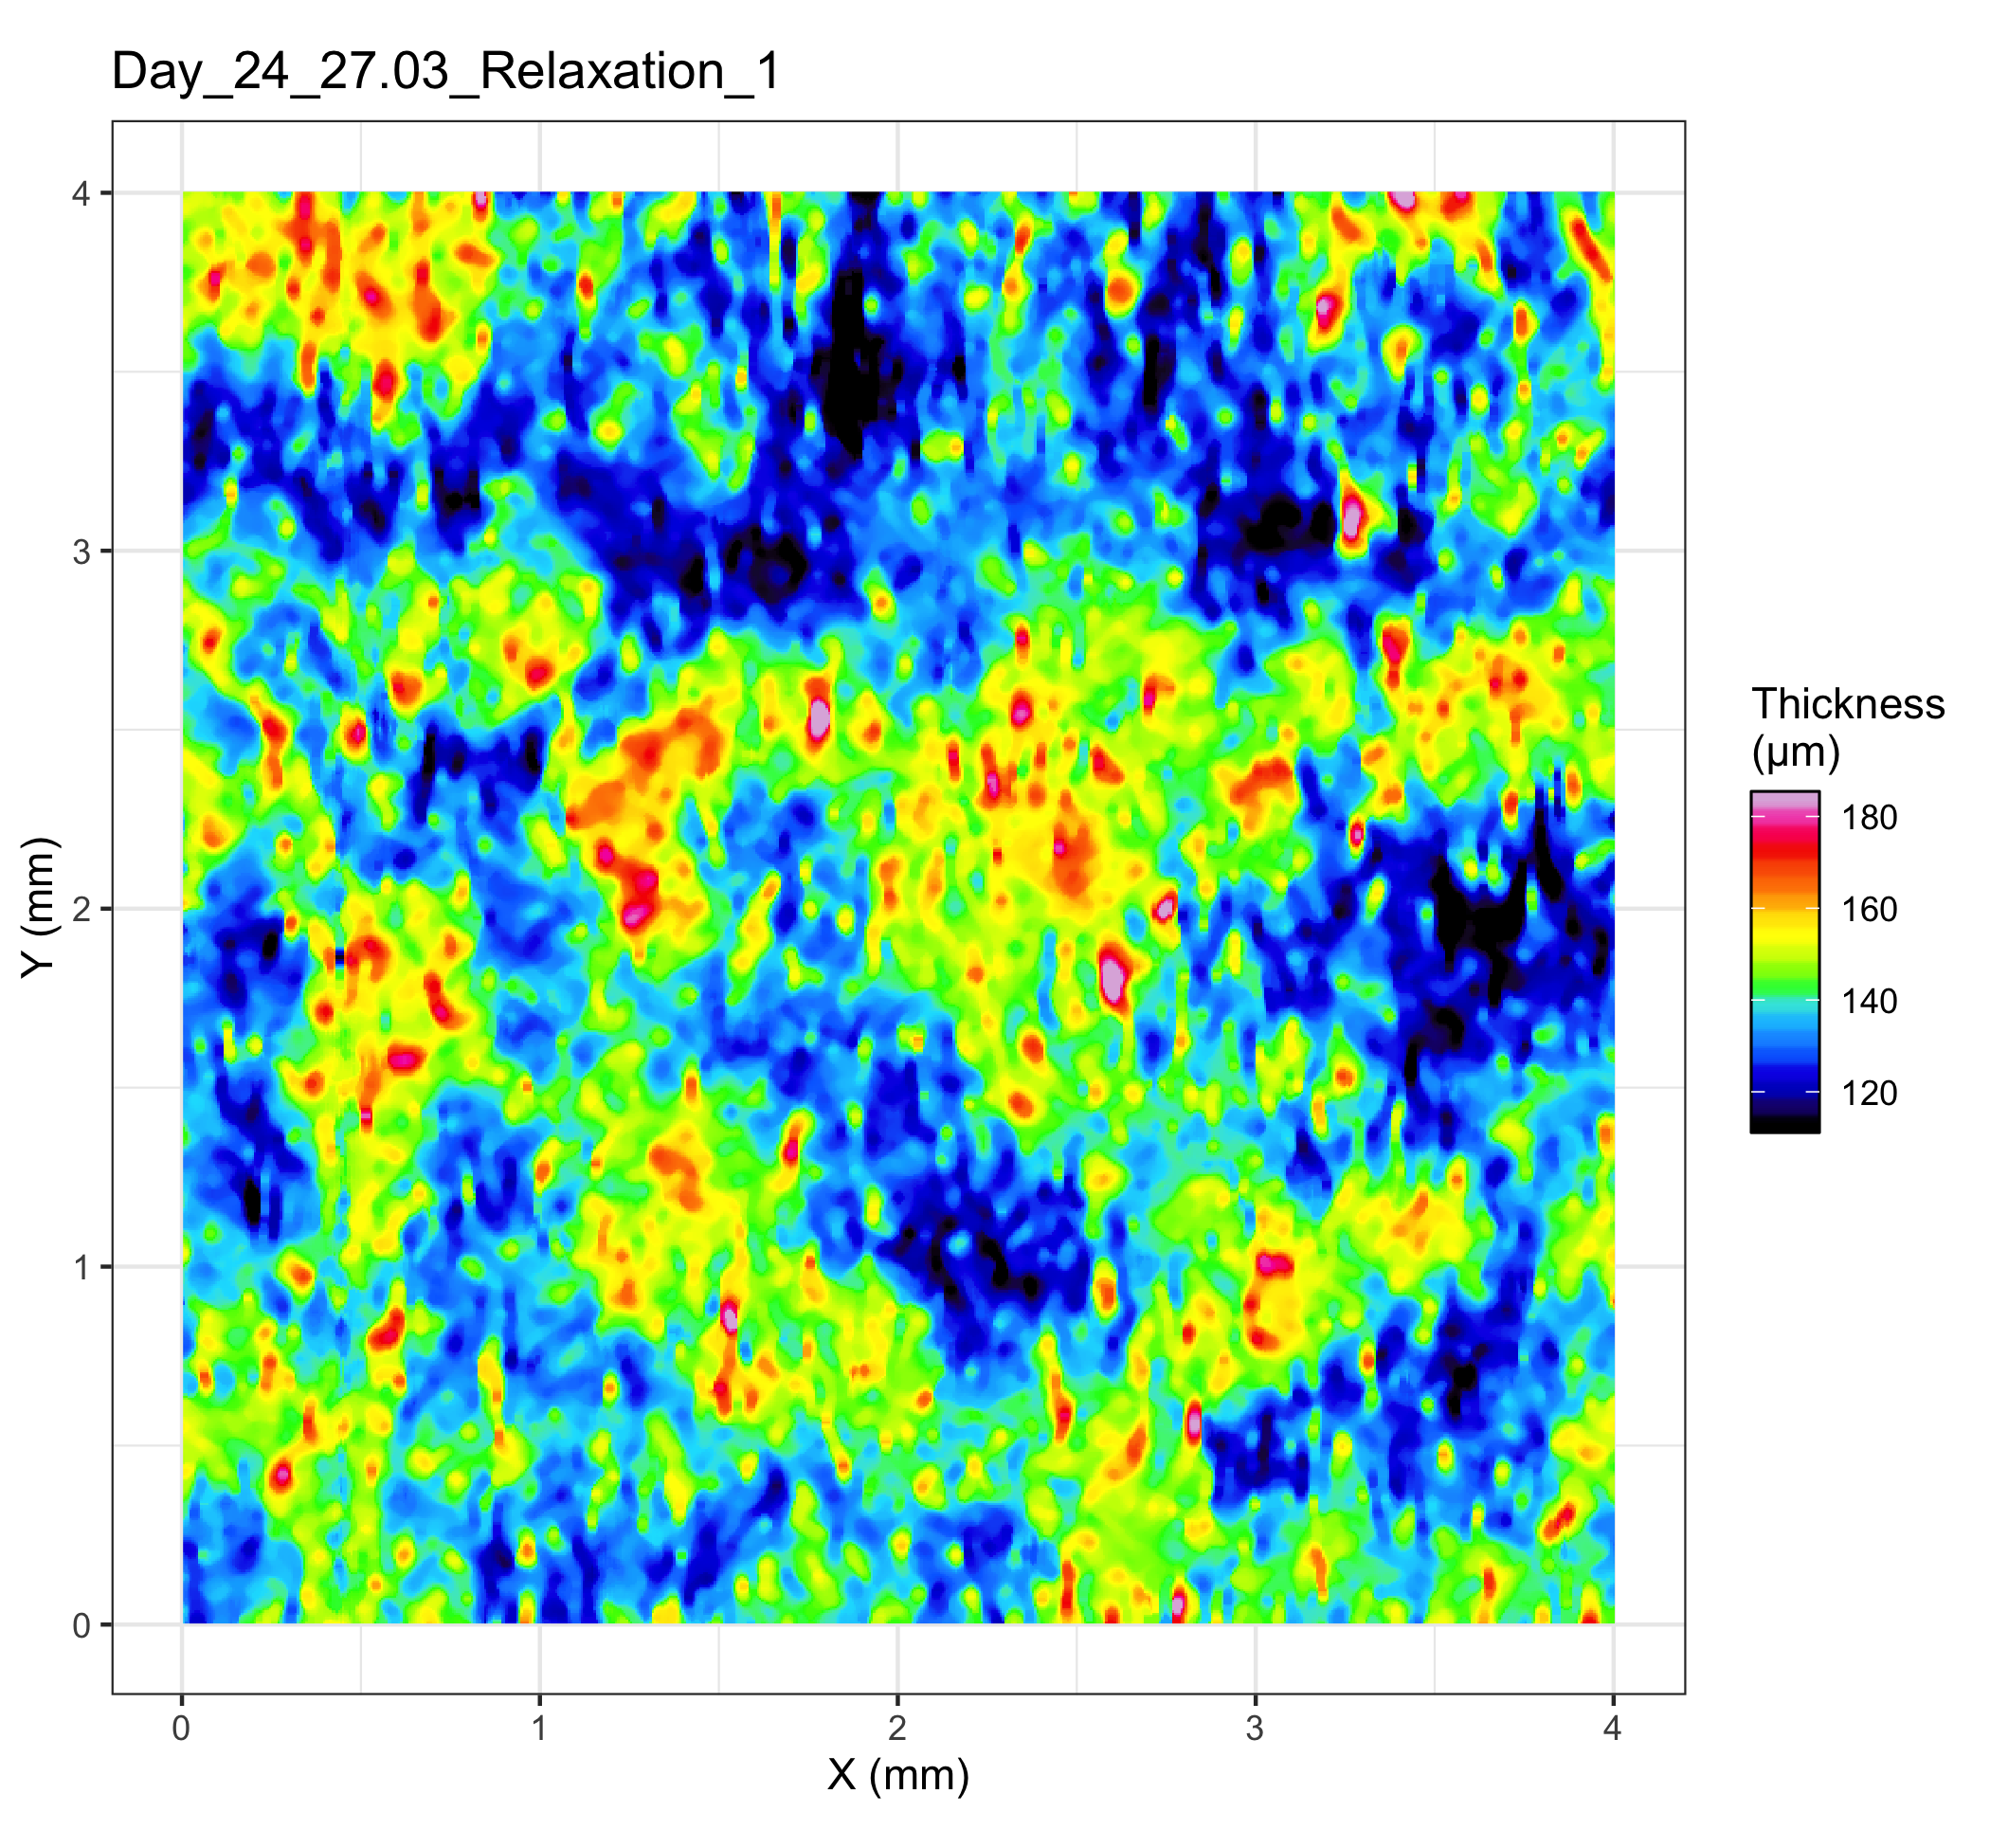 Day_24_27.03_Relaxation_1
4
3
2
1
0
Y (mm)
0 1 2 3 4
X (mm)
Thickness
(μm)
180
160
140
120